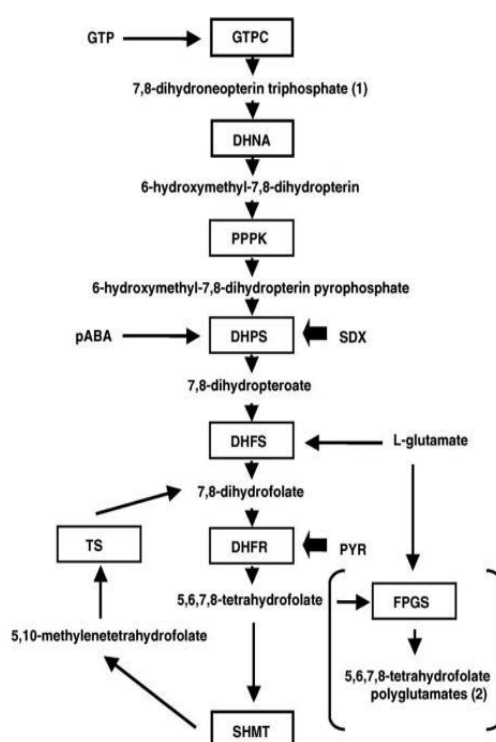 GTP
GTPC
7,8-dihydroneopterin triphosphate (1)
DHNA
6-hydroxymethyl-7,8-dihydropterin
PPPK
6-hydroxymethyl-7,8-dihydropterin pyrophosphate
pABA
DHPS
SDX
7,8-dihydropteroate
DHFS
L-glutamate
7,8-dihydrofolate
TS
DHFR
PYR
5,6,7,8-tetrahydrofolate
FPGS
5,10-methylenetetrahydrofolate
5,6,7,8-tetrahydrofolate
polyglutamates (2)
SHMT